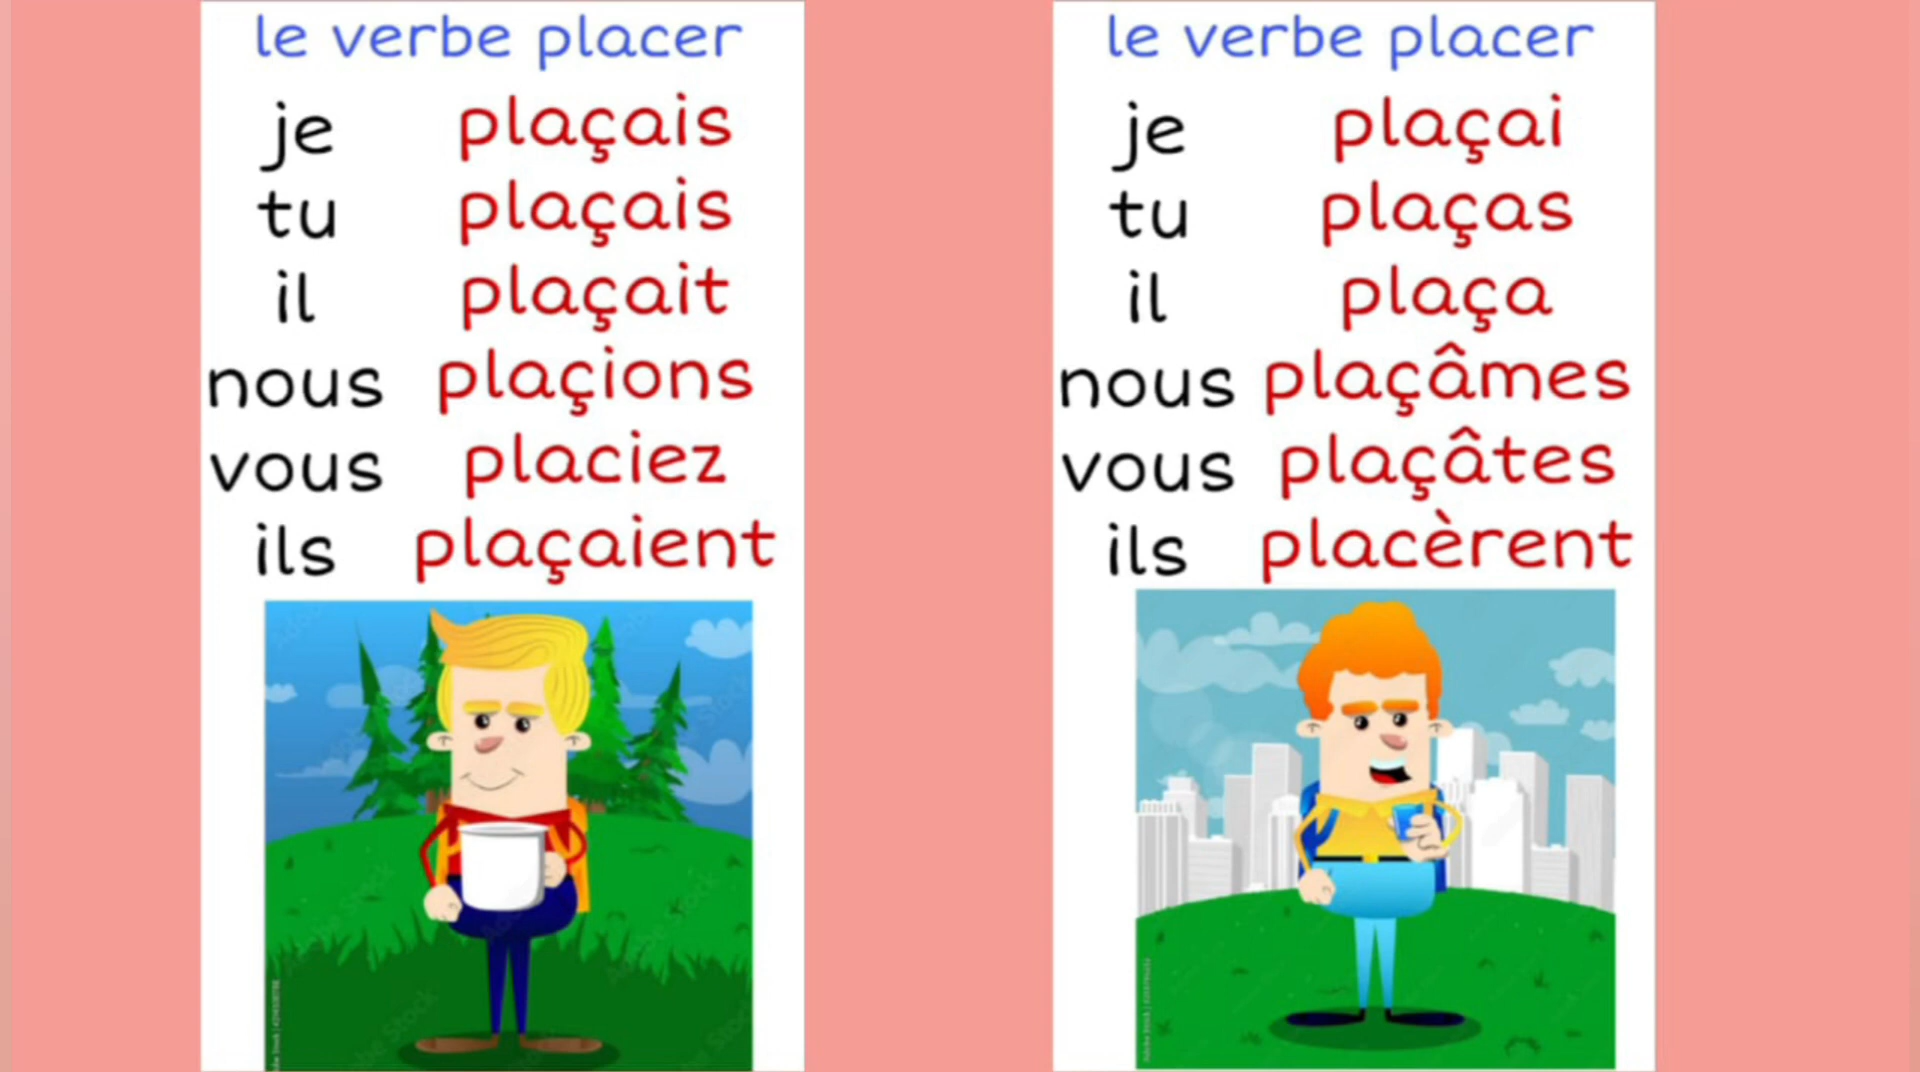 le verbe placer
je plaçais
tu plaçais
il plaçait
nous plaçions
vous placiez
ils plaçaient
le verbe placer
je plaçai
tu plaças
il plaça
nous plaçâmes
vous plaçâtes
ils placèrent